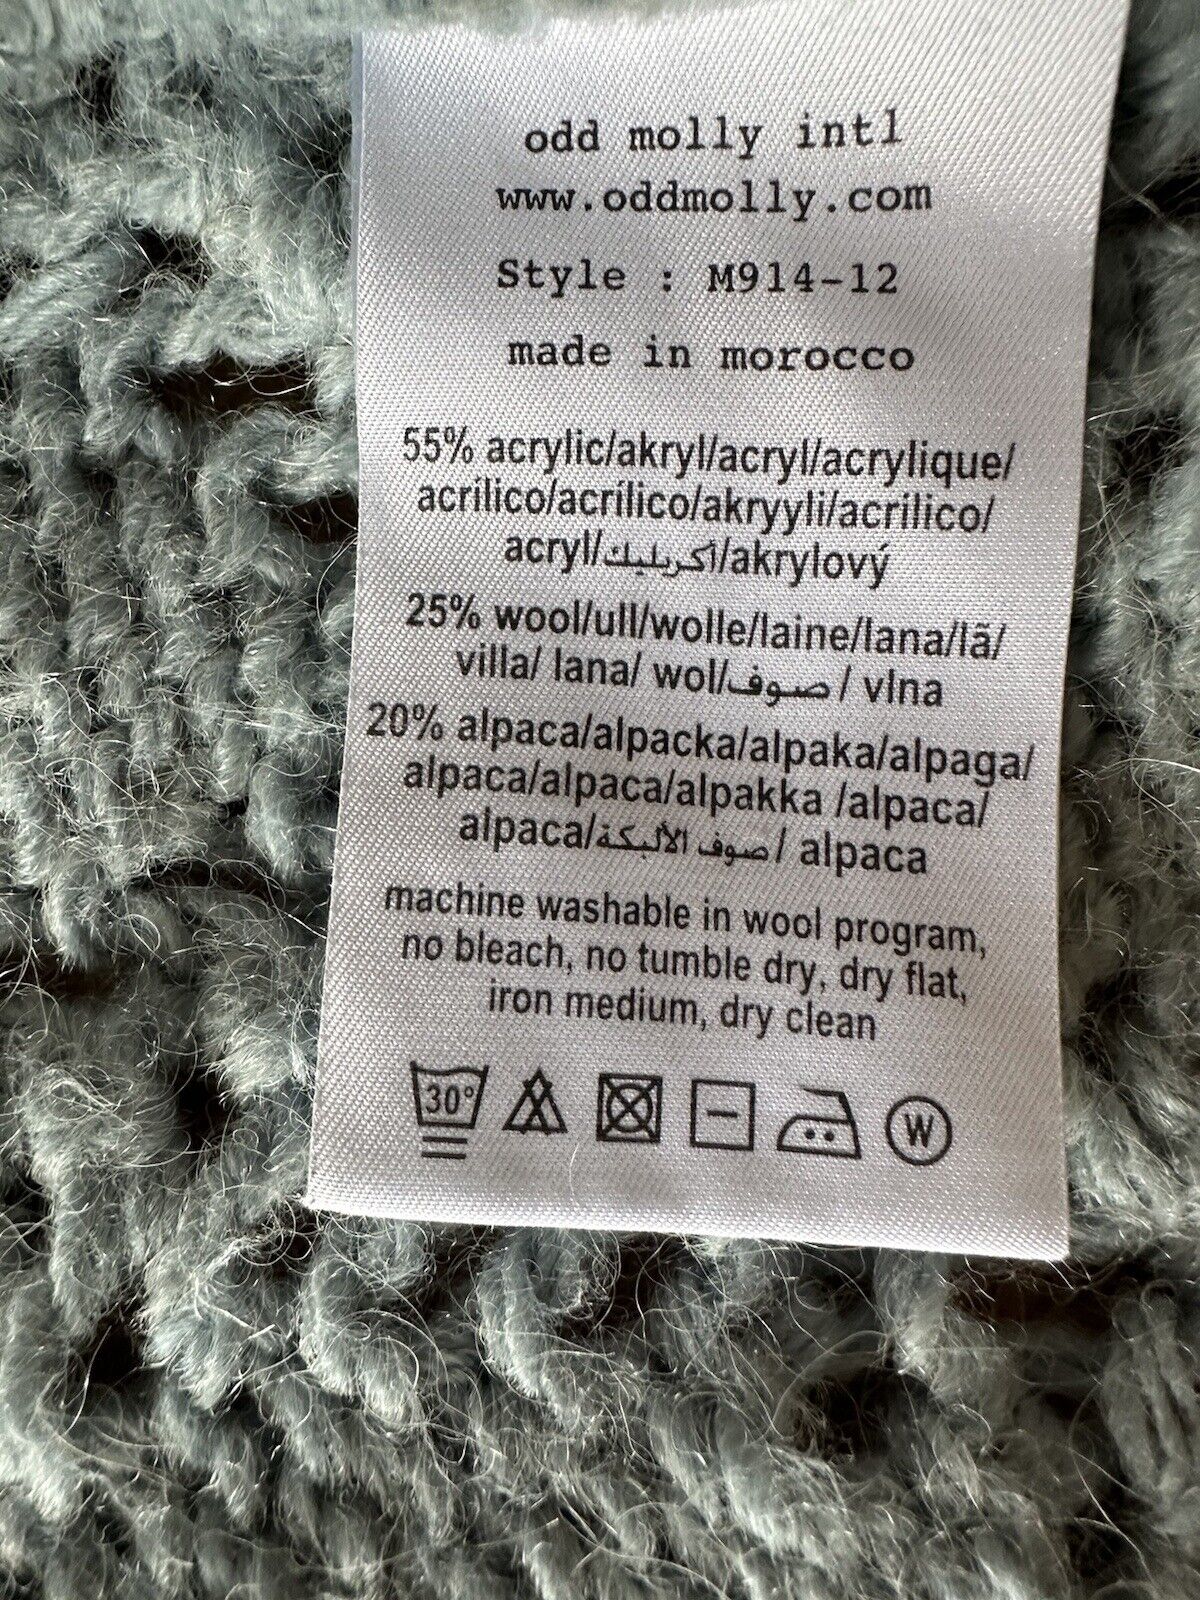 odd molly intl
www.oddmolly.com
Style : M914-12
made in morocco
55% acrylic/akryl/acryl/acrylique/
acrilico/acrílico/akryyli/acrílico/
acryl/أكريليك/akrylový
25% wool/ull/wolle/laine/lana/lã/
villa/ lana/ wol/صوف / vlna
20% alpaca/alpacka/alpaka/alpaga/
alpaca/alpaca/alpakka /alpaca/
alpaca/صوف الألبكة / alpaca
machine washable in wool program,
no bleach, no tumble dry, dry flat,
iron medium, dry clean
30° W